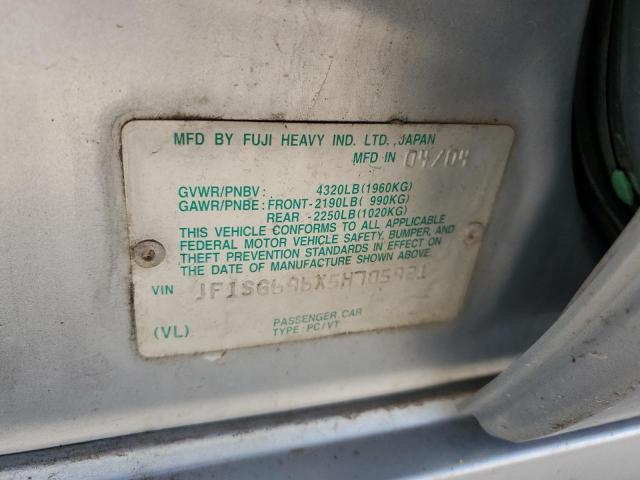 MFD BY FUJI HEAVY IND. LTD.,JAPAN
MFD IN 04/04
GVWR/PNBV: 4320LB(1960KG)
GAWR/PNBE: FRONT-2190LB( 990KG)
REAR -2250LB(1020KG)
THIS VEHICLE CONFORMS TO ALL APPLICABLE
FEDERAL MOTOR VEHICLE SAFETY, BUMPER, AND
THEFT PREVENTION STANDARDS IN EFFECT ON
THE DATE OF MANUFACTURE SHOWN ABOVE.
VIN JF1SG696X5H705921
(VL) PASSENGER CAR
TYPE:PC/VT